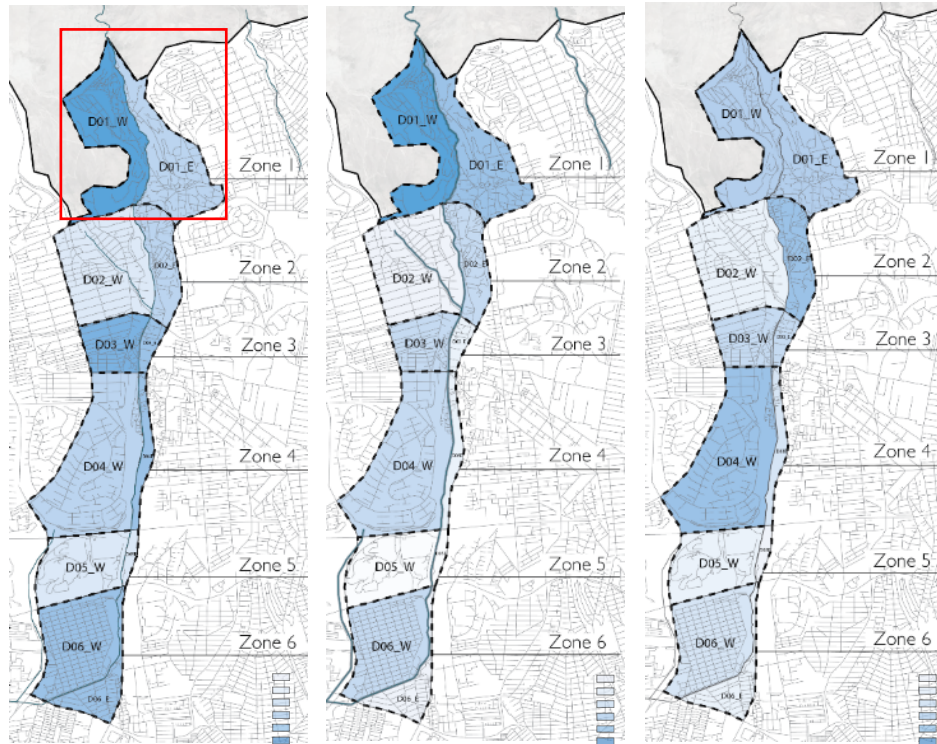 D01_W
D01_E
Zone 1
D02_W
Zone 2
D03_W
Zone 3
D04_W
Zone 4
D05_W
Zone 5
D06_W
Zone 6
D06_E
D01_W
D01_E
Zone 1
D02_W
D02_E
Zone 2
D03_W
Zone 3
D04_W
Zone 4
D05_W
Zone 5
D06_W
Zone 6
D06_E
D01_W
D01_E
Zone 1
D02_W
Zone 2
D03_W
Zone 3
D04_W
Zone 4
D05_W
Zone 5
D06_W
Zone 6
D06_E